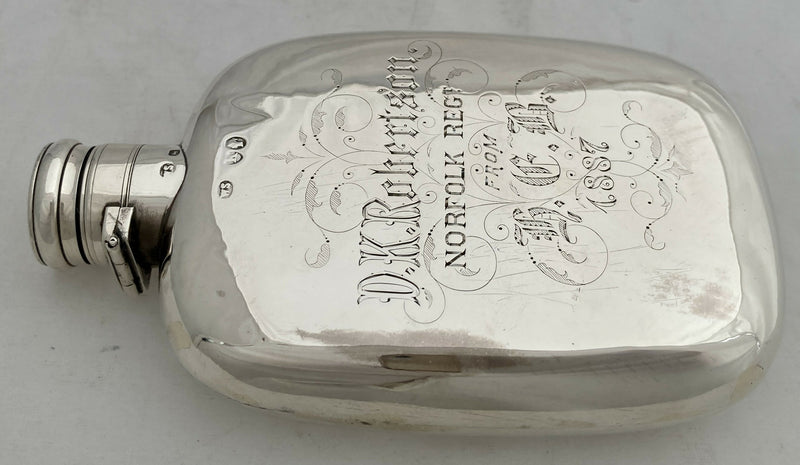 D.K.Robertson.
NORFOLK REGT
FROM
H.C.R.
1887